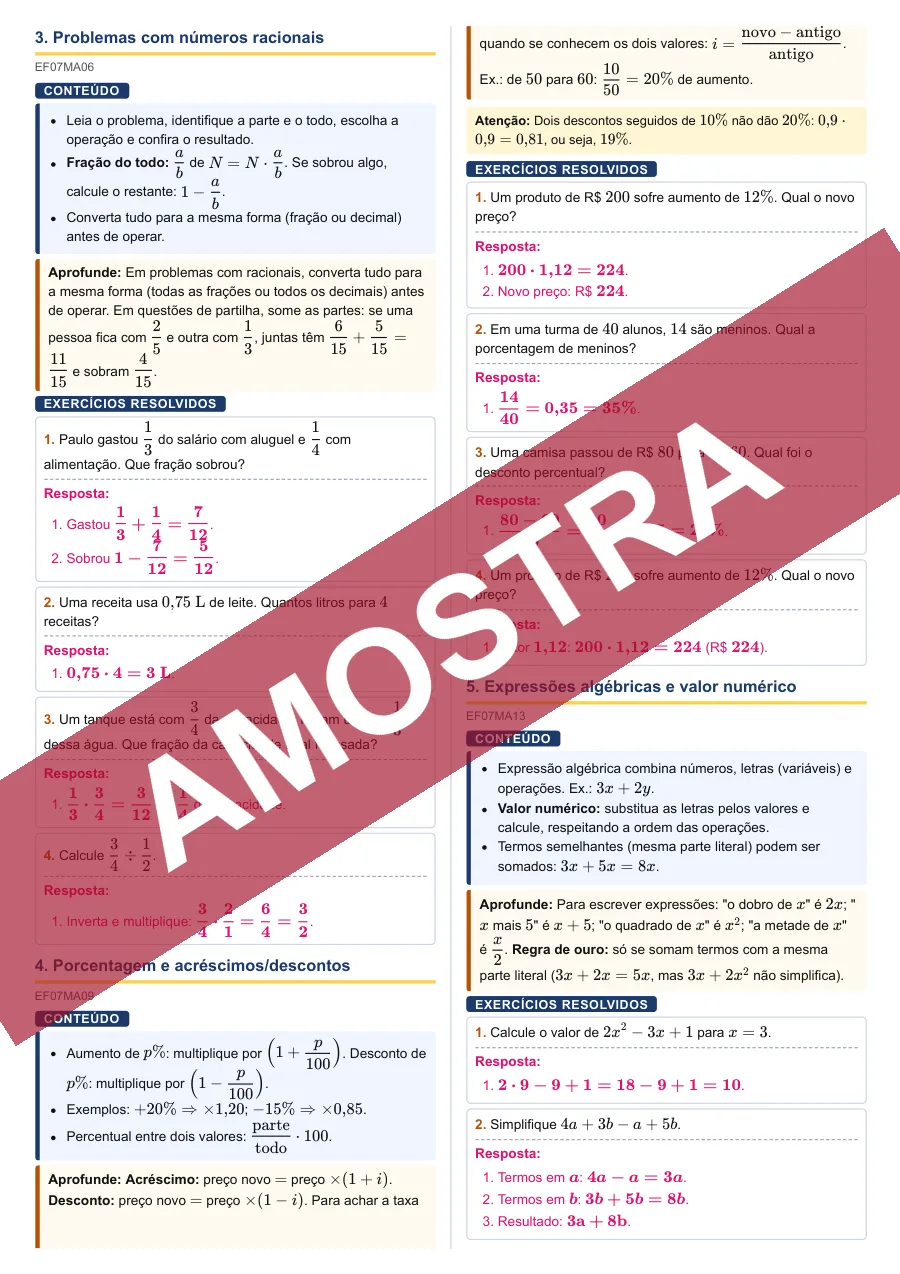 3. Problemas com números racionais
EF07MA06
CONTEÚDO
• Leia o problema, identifique a parte e o todo, escolha a
operação e confira o resultado.
• Fração do todo: a/b de N = N · a/b. Se sobrou algo,
calcule o restante: 1 − a/b.
• Converta tudo para a mesma forma (fração ou decimal)
antes de operar.
Aprofunde: Em problemas com racionais, converta tudo para
a mesma forma (todas as frações ou todos os decimais) antes
de operar. Em questões de partilha, some as partes: se uma
pessoa fica com 2/5 e outra com 1/3, juntas têm 6/15 + 5/15 =
11/15 e sobram 4/15.
EXERCÍCIOS RESOLVIDOS
1. Paulo gastou 1/3 do salário com aluguel e 1/4 com
alimentação. Que fração sobrou?
Resposta:
1. Gastou 1/3 + 1/4 = 7/12.
2. Sobrou 1 − 7/12 = 5/12.
2. Uma receita usa 0,75 L de leite. Quantos litros para 4
receitas?
Resposta:
1. 0,75 · 4 = 3 L.
3. Um tanque está com 3/4 da
dessa água. Que fração da
Resposta:
1. 1/3 · 3/4 = 3/12
4. Calcule 3/4 ÷ 1/2.
Resposta:
1. Inverta e multiplique: 3/4 · 2/1 = 6/4 = 3/2.
4. Porcentagem e acréscimos/descontos
EF07MA09
CONTEÚDO
• Aumento de p%: multiplique por (1 + p/100). Desconto de
p%: multiplique por (1 − p/100).
• Exemplos: +20% ⇒ ×1,20; −15% ⇒ ×0,85.
• Percentual entre dois valores: parte/todo · 100.
Aprofunde: Acréscimo: preço novo = preço ×(1 + i).
Desconto: preço novo = preço ×(1 − i). Para achar a taxa
quando se conhecem os dois valores: i = novo − antigo/antigo.
Ex.: de 50 para 60: 10/50 = 20% de aumento.
Atenção: Dois descontos seguidos de 10% não dão 20%: 0,9 ·
0,9 = 0,81, ou seja, 19%.
EXERCÍCIOS RESOLVIDOS
1. Um produto de R$ 200 sofre aumento de 12%. Qual o novo
preço?
Resposta:
1. 200 · 1,12 = 224.
2. Novo preço: R$ 224.
2. Em uma turma de 40 alunos, 14 são meninos. Qual a
porcentagem de meninos?
Resposta:
1. 14/40 = 0,35 = 35%.
3. Uma camisa passou de R$ 80 60. Qual foi o
desconto percentual?
Resposta:
1. 80 −
4. Um de R$ sofre aumento de 12%. Qual o novo
preço?
1,12: 200 · 1,12 = 224 (R$ 224).
5. Expressões algébricas e valor numérico
EF07MA13
CONTEÚDO
• Expressão algébrica combina números, letras (variáveis) e
operações. Ex.: 3x + 2y.
• Valor numérico: substitua as letras pelos valores e
calcule, respeitando a ordem das operações.
• Termos semelhantes (mesma parte literal) podem ser
somados: 3x + 5x = 8x.
Aprofunde: Para escrever expressões: "o dobro de x" é 2x; "
x mais 5" é x + 5; "o quadrado de x" é x²; "a metade de x"
é x/2. Regra de ouro: só se somam termos com a mesma
parte literal (3x + 2x = 5x, mas 3x + 2x² não simplifica).
EXERCÍCIOS RESOLVIDOS
1. Calcule o valor de 2x² − 3x + 1 para x = 3.
Resposta:
1. 2 · 9 − 9 + 1 = 18 − 9 + 1 = 10.
2. Simplifique 4a + 3b − a + 5b.
Resposta:
1. Termos em a: 4a − a = 3a.
2. Termos em b: 3b + 5b = 8b.
3. Resultado: 3a + 8b.
AMOSTRA